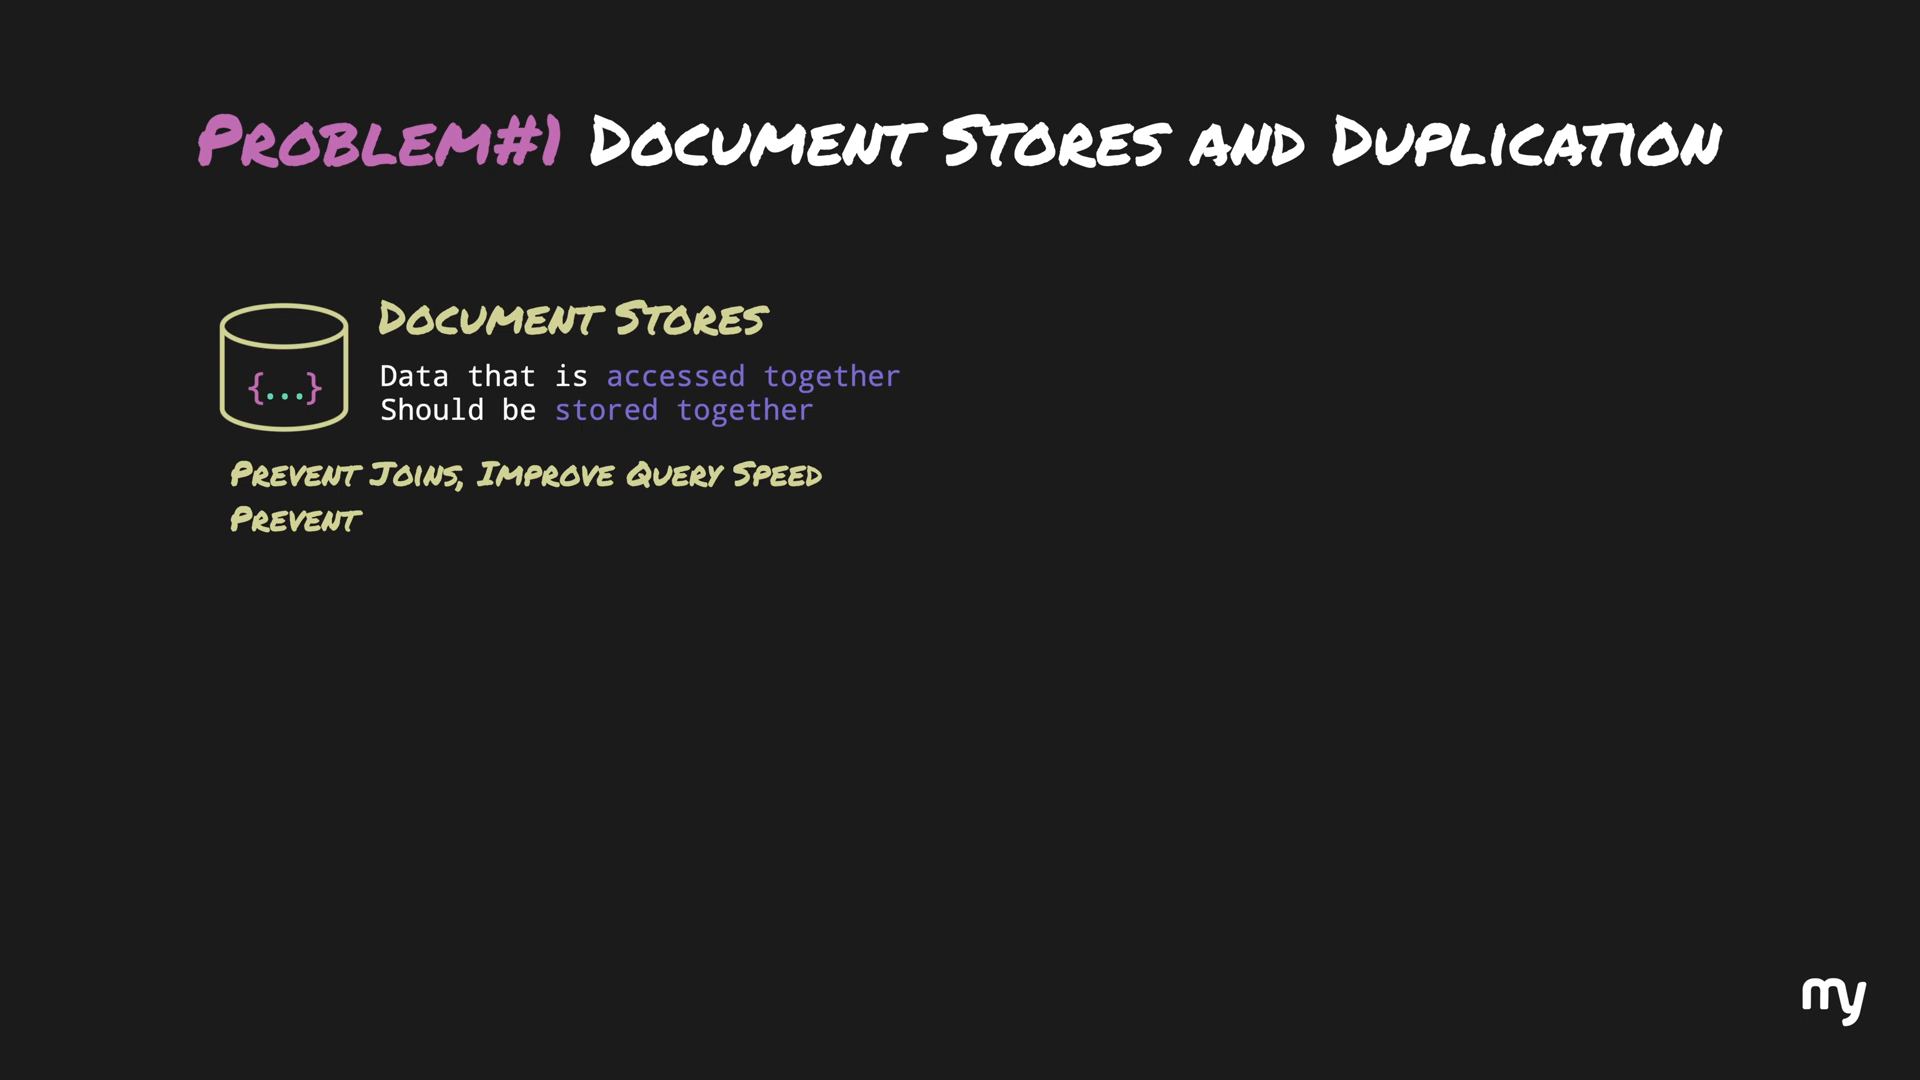 Problem#1 Document Stores and Duplication
Document Stores
{...}
Data that is accessed together
Should be stored together
Prevent Joins, Improve Query Speed
Prevent
my